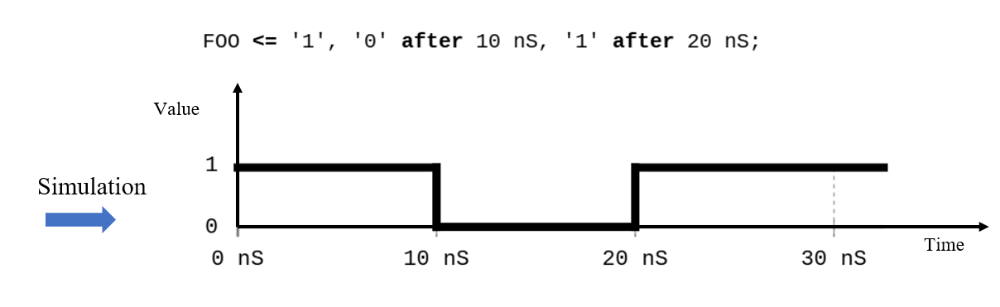 FOO <= '1', '0' after 10 nS, '1' after 20 nS;
Value
1
Simulation
0
Time
0 nS 10 nS 20 nS 30 nS